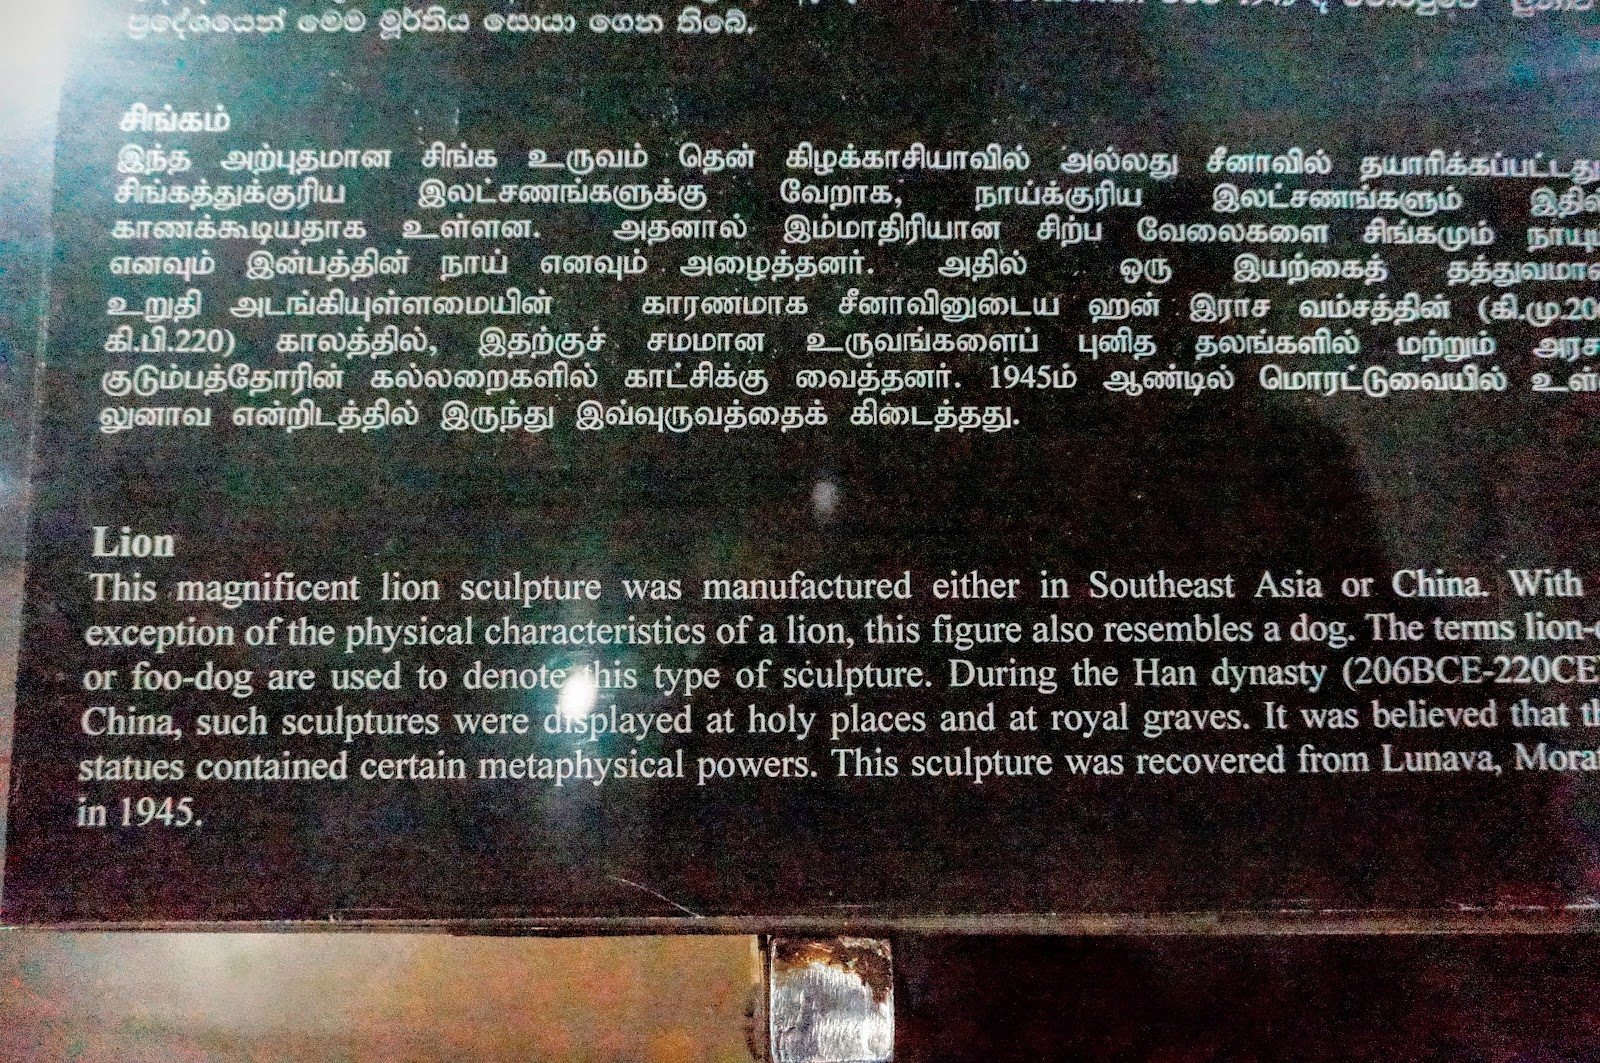 ප්‍රදේශයෙන් මෙම මූර්තිය සොයා ගෙන තිබේ.
சிங்கம்
இந்த அற்புதமான சிங்க உருவம் தென் கிழக்காசியாவில் அல்லது சீனாவில் தயாரிக்கப்பட்டது
சிங்கத்துக்குரிய இலட்சணங்களுக்கு வேறாக, நாய்க்குரிய இலட்சணங்களும்
காணக்கூடியதாக உள்ளன. அதனால் இம்மாதிரியான சிற்ப வேலைகளை சிங்கமும்
எனவும் இன்பத்தின் நாய் எனவும் அழைத்தனர். அதில் ஒரு இயற்கைத்
உறுதி அடங்கியுள்ளமையின் காரணமாக சீனாவினுடைய ஹன் இராச வம்சத்தின்
கி.பி.220) காலத்தில், இதற்குச் சமமான உருவங்களைப் புனித தலங்களில் மற்றும்
குடும்பத்தோரின் கல்லறைகளில் காட்சிக்கு வைத்தனர். 1945ம் ஆண்டில் மொரட்டுவையில்
லுனாவ என்றிடத்தில் இருந்து இவ்வுருவத்தைக் கிடைத்தது.
Lion
This magnificent lion sculpture was manufactured either in Southeast Asia or China. With
exception of the physical characteristics of a lion, this figure also resembles a dog. The terms
or foo-dog are used to denote this type of sculpture. During the Han dynasty (206BCE-220CE
China, such sculptures were displayed at holy places and at royal graves. It was believed that
statues contained certain metaphysical powers. This sculpture was recovered from Lunava,
in 1945.